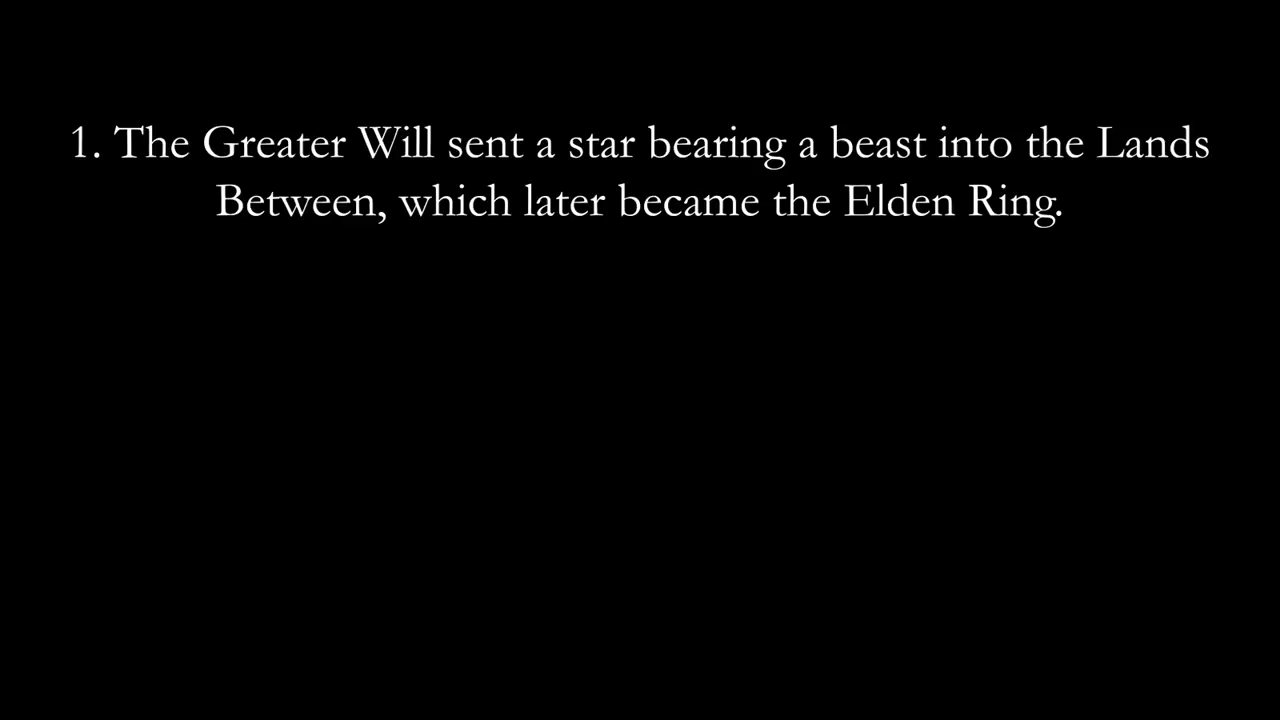 1. The Greater Will sent a star bearing a beast into the Lands
Between, which later became the Elden Ring.